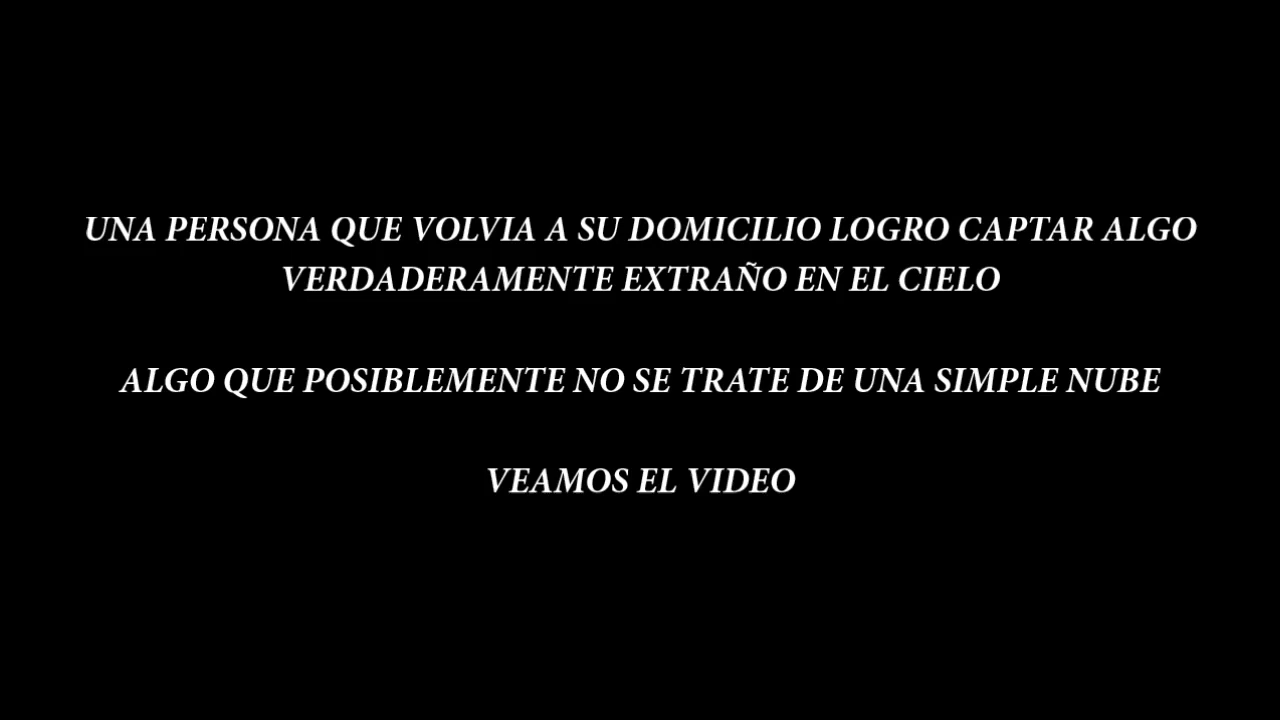 UNA PERSONA QUE VOLVIA A SU DOMICILIO LOGRO CAPTAR ALGO
VERDADERAMENTE EXTRAÑO EN EL CIELO
ALGO QUE POSIBLEMENTE NO SE TRATE DE UNA SIMPLE NUBE
VEAMOS EL VIDEO